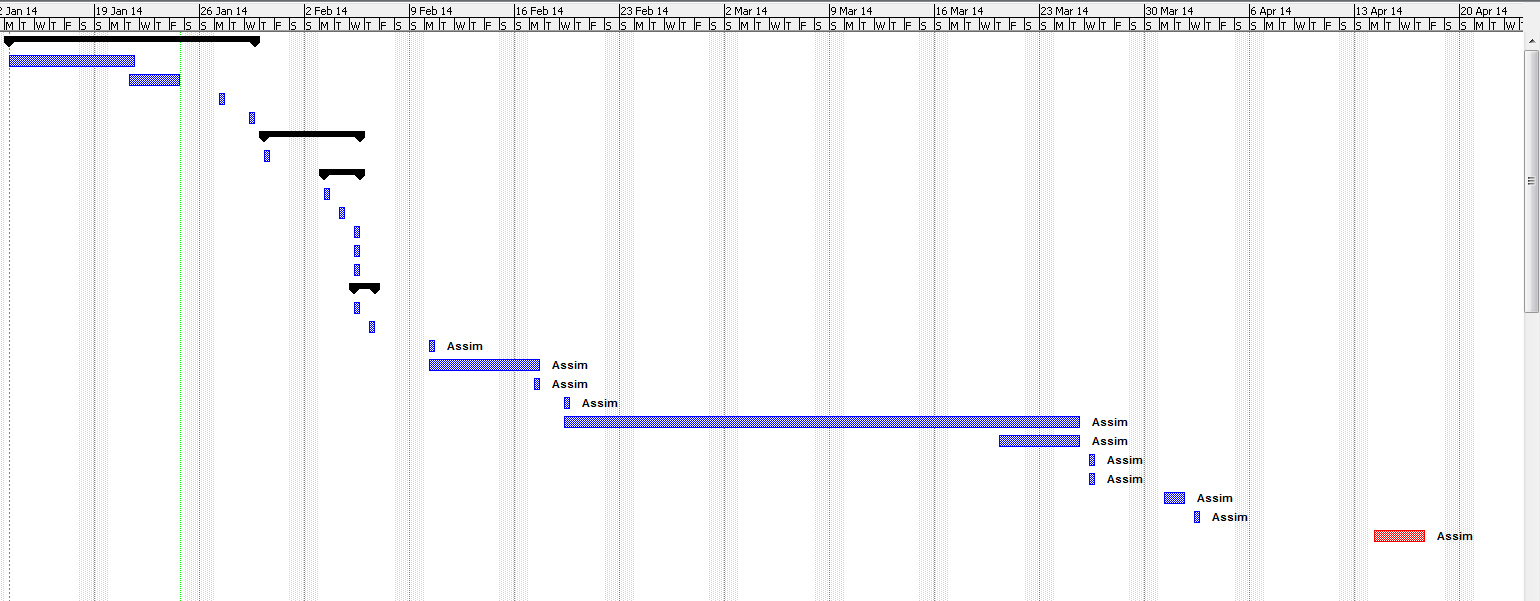 2 Jan 14 19 Jan 14 26 Jan 14 2 Feb 14 9 Feb 14 16 Feb 14 23 Feb 14 2 Mar 14 9 Mar 14 16 Mar 14 23 Mar 14 30 Mar 14 6 Apr 14 13 Apr 14 20 Apr 14
M T W T F S S M T W T F S S M T W T F S S M T W T F S S M T W T F S S M T W T F S S M T W T F S S M T W T F S S M T W T F S S M T W T F S S M T W T F S S M T W T F S S M T W T F S S M T W T F S S M T W
Assim
Assim
Assim
Assim
Assim
Assim
Assim
Assim
Assim
Assim
Assim